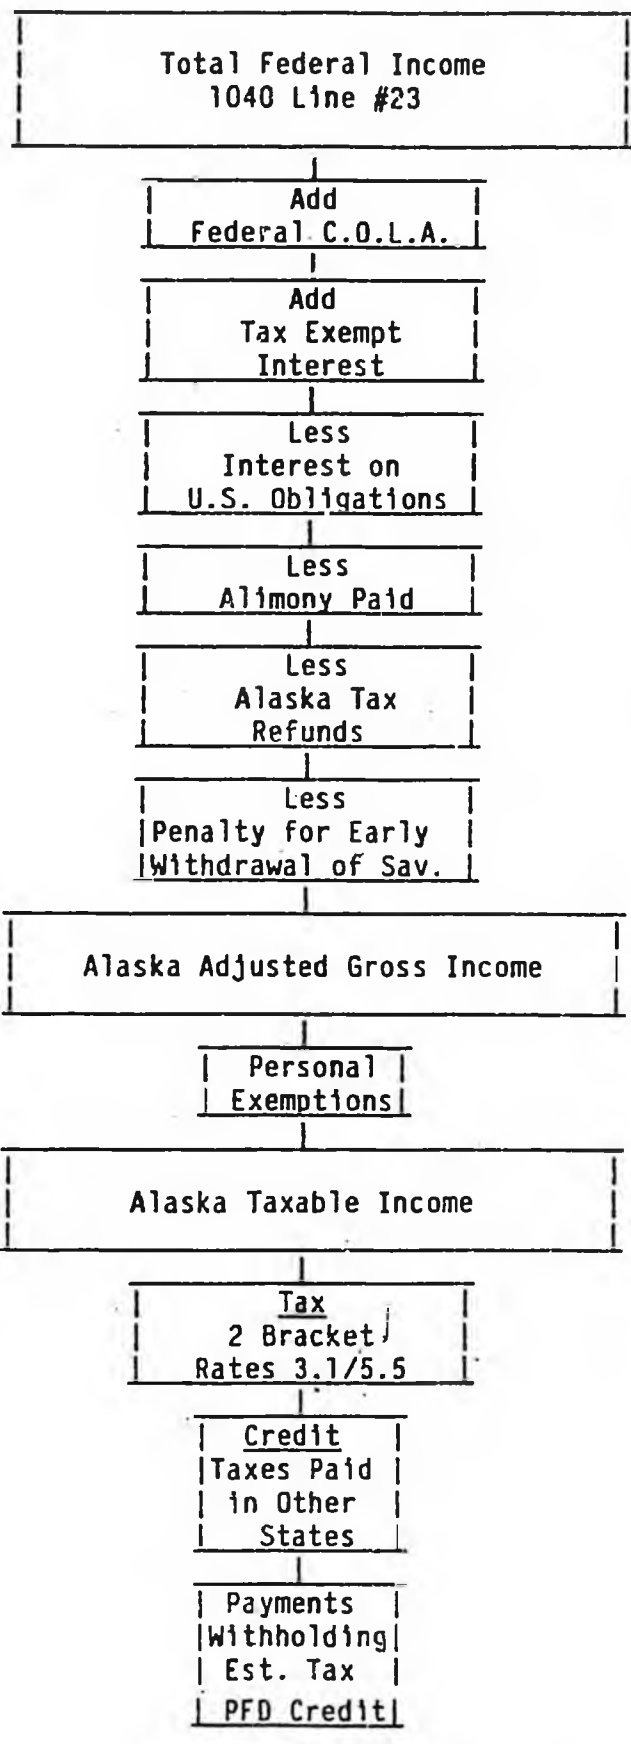 Total Federal Income
1040 Line #23
Add
Federal C.O.L.A.
Add
Tax Exempt
Interest
Less
Interest on
U.S. Obligations
Less
Alimony Paid
Less
Alaska Tax
Refunds
Less
Penalty for Early
Withdrawal of Sav.
Alaska Adjusted Gross Income
Personal
Exemptions
Alaska Taxable Income
Tax
2 Bracket
Rates 3.1/5.5
Credit
Taxes Paid
in Other
States
Payments
Withholding
Est. Tax
PFD Credit